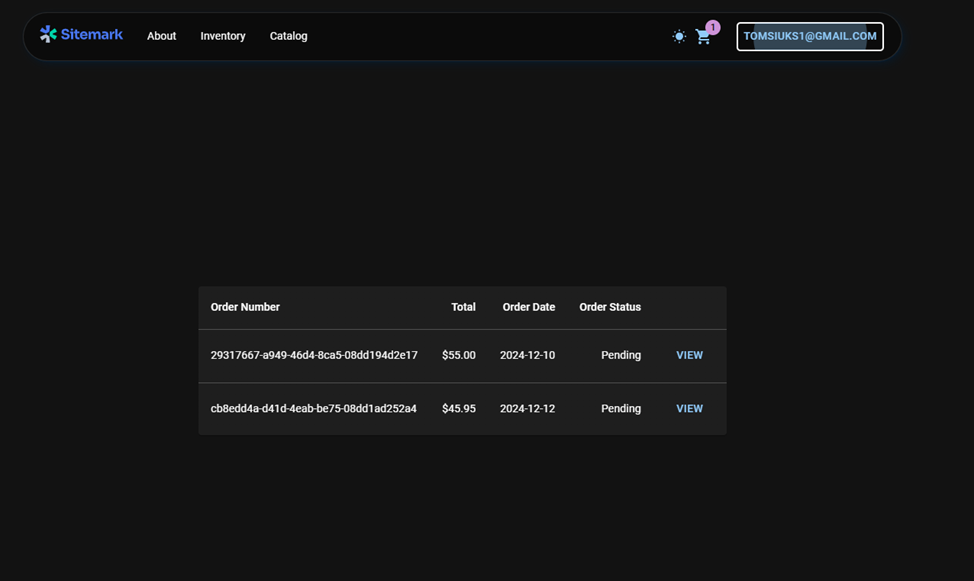 Sitemark About Inventory Catalog 1 TOMSIUKS1@GMAIL.COM
Order Number Total Order Date Order Status
29317667-a949-46d4-8ca5-08dd194d2e17 $55.00 2024-12-10 Pending VIEW
cb8edd4a-d41d-4eab-be75-08dd1ad252a4 $45.95 2024-12-12 Pending VIEW